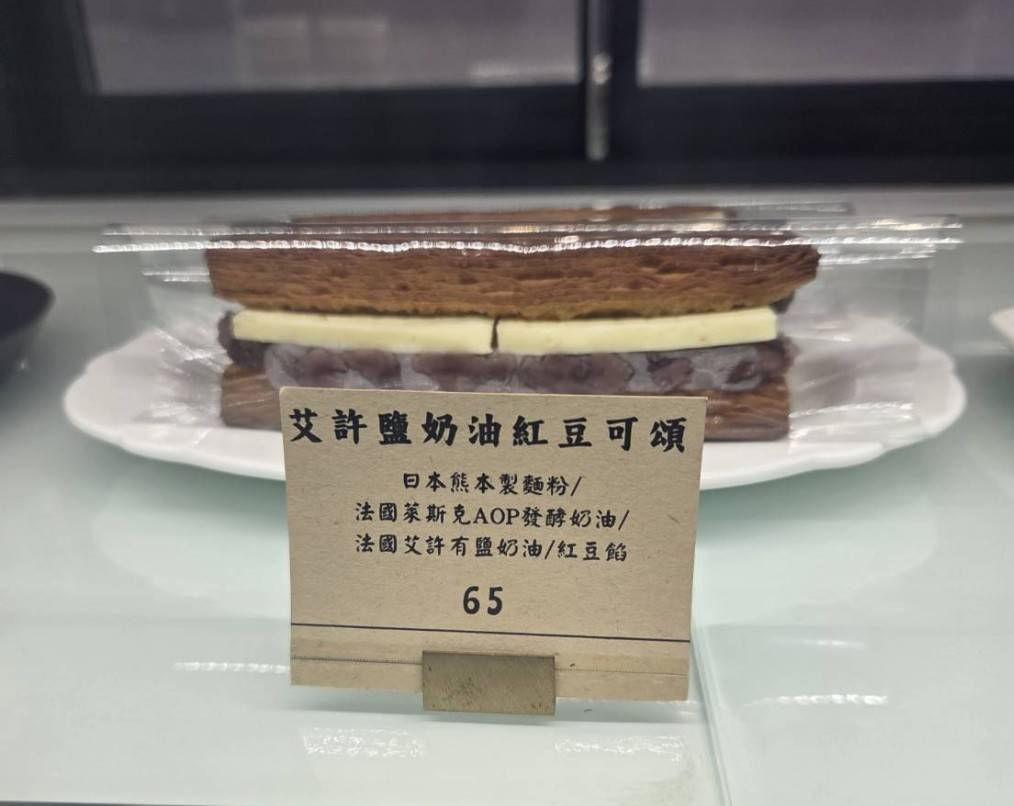 艾許鹽奶油紅豆可頌
日本熊本製麵粉/
法國萊斯克AOP發酵奶油/
法國艾許有鹽奶油/紅豆餡
65